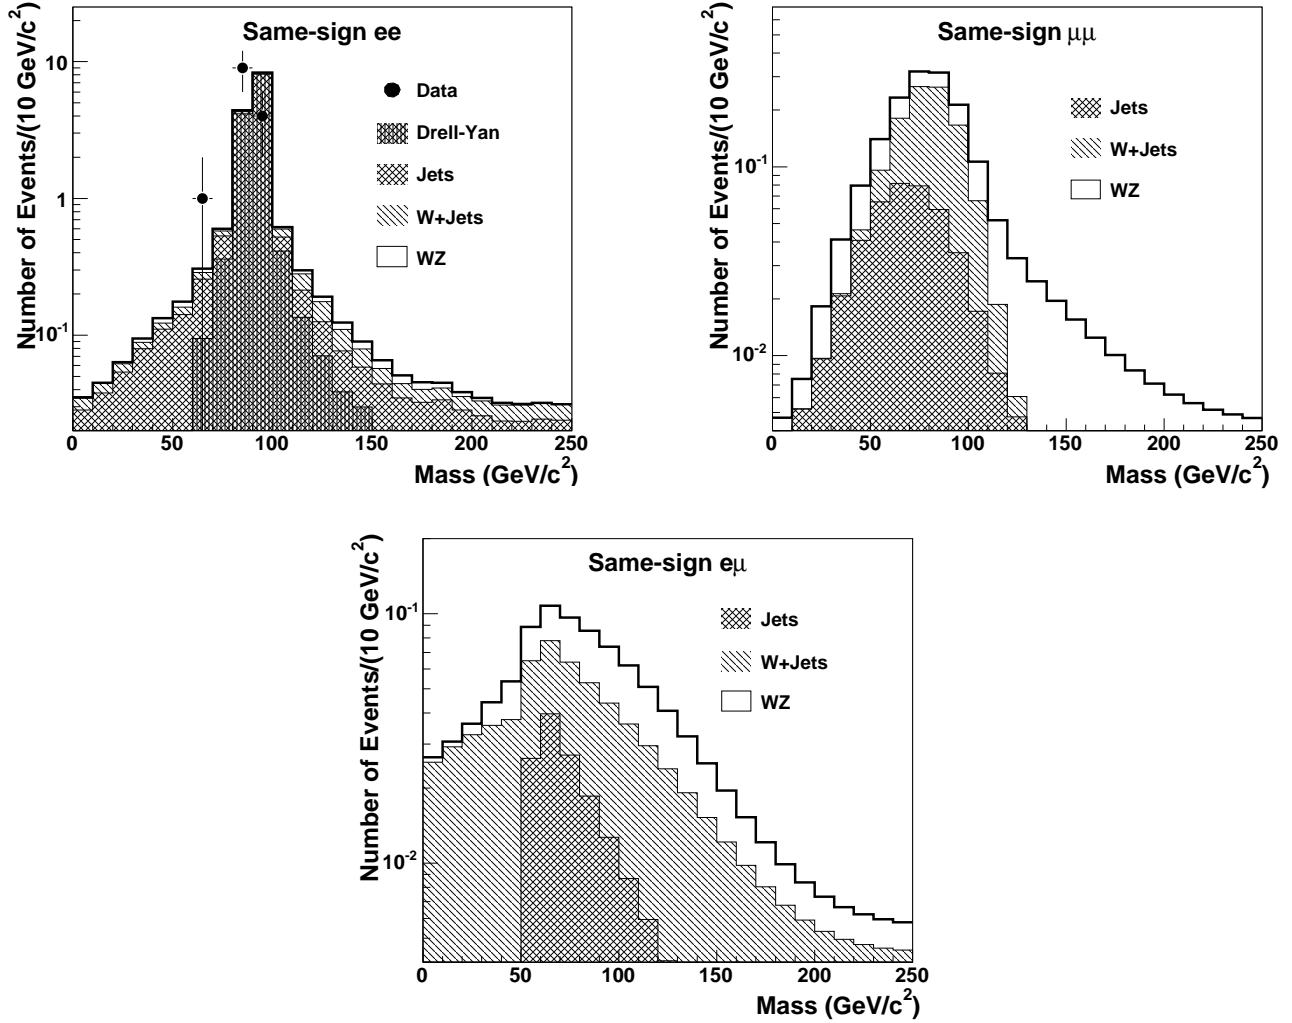 Same-sign ee
Number of Events/(10 GeV/c²)
10
1
10⁻¹
Data
Drell-Yan
Jets
W+Jets
WZ
0 50 100 150 200 250
Mass (GeV/c²)
Same-sign μμ
Number of Events/(10 GeV/c²)
10⁻¹
10⁻²
Jets
W+Jets
WZ
0 50 100 150 200 250
Mass (GeV/c²)
Same-sign eμ
Number of Events/(10 GeV/c²)
10⁻¹
10⁻²
Jets
W+Jets
WZ
0 50 100 150 200 250
Mass (GeV/c²)